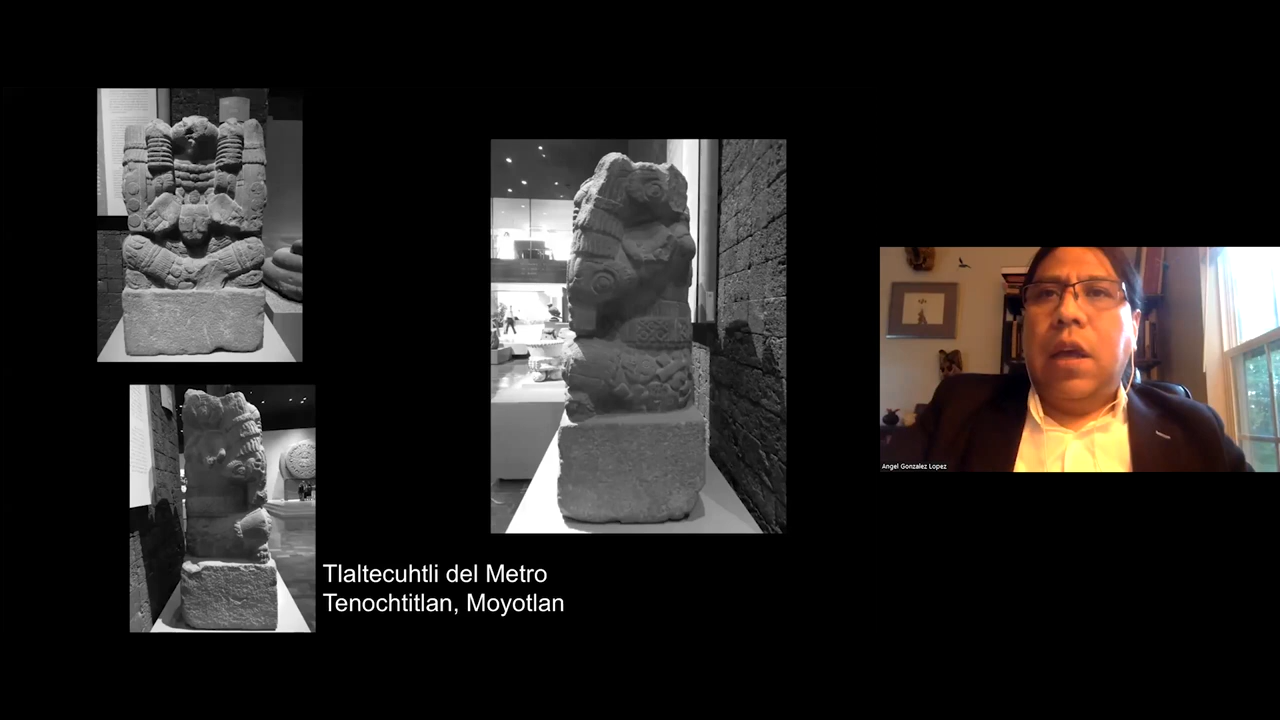 Tlaltecuhtli del Metro
Tenochtitlan, Moyotlan
Angel Gonzalez Lopez